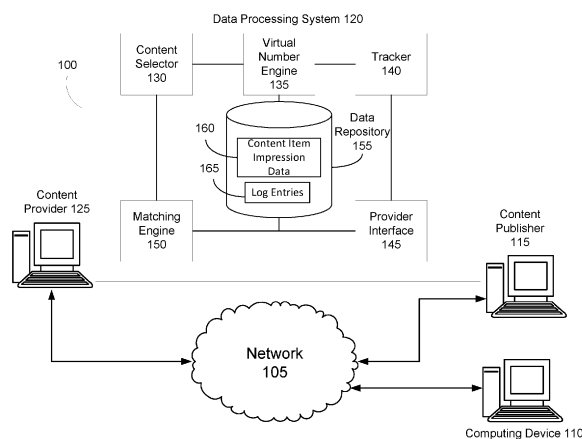 Data Processing System 120
Content
Selector
130
Virtual
Number
Engine
135
Tracker
140
100
160
Content Item
Impression
Data
Data
Repository
155
165
Log Entries
Content
Provider 125
Matching
Engine
150
Provider
Interface
145
Content
Publisher
115
Network
105
Computing Device 110